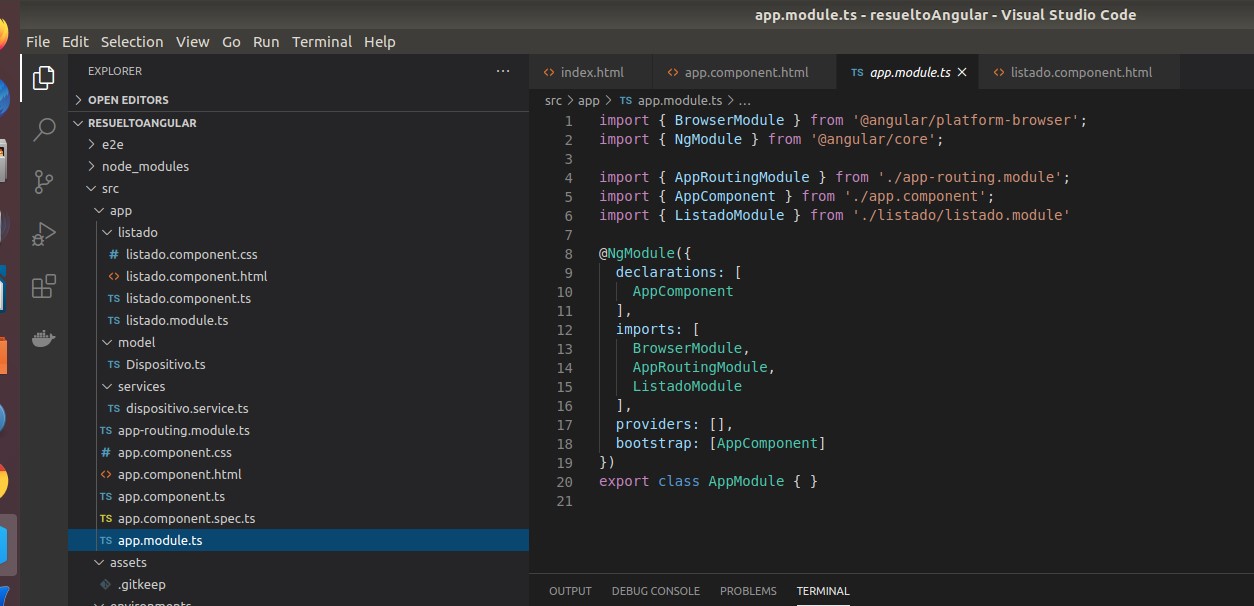 app.module.ts - resueltoAngular - Visual Studio Code
File Edit Selection View Go Run Terminal Help
EXPLORER ...
OPEN EDITORS
RESUELTOANGULAR
e2e
node_modules
src
app
listado
# listado.component.css
<> listado.component.html
TS listado.component.ts
TS listado.module.ts
model
TS Dispositivo.ts
services
TS dispositivo.service.ts
TS app-routing.module.ts
# app.component.css
<> app.component.html
TS app.component.ts
TS app.component.spec.ts
TS app.module.ts
assets
.gitkeep
environments
<> index.html <> app.component.html TS app.module.ts × <> listado.component.html
src > app > TS app.module.ts > ...
1 import { BrowserModule } from '@angular/platform-browser';
2 import { NgModule } from '@angular/core';
3
4 import { AppRoutingModule } from './app-routing.module';
5 import { AppComponent } from './app.component';
6 import { ListadoModule } from './listado/listado.module'
7
8 @NgModule({
9 declarations: [
10 AppComponent
11 ],
12 imports: [
13 BrowserModule,
14 AppRoutingModule,
15 ListadoModule
16 ],
17 providers: [],
18 bootstrap: [AppComponent]
19 })
20 export class AppModule { }
21
OUTPUT DEBUG CONSOLE PROBLEMS TERMINAL